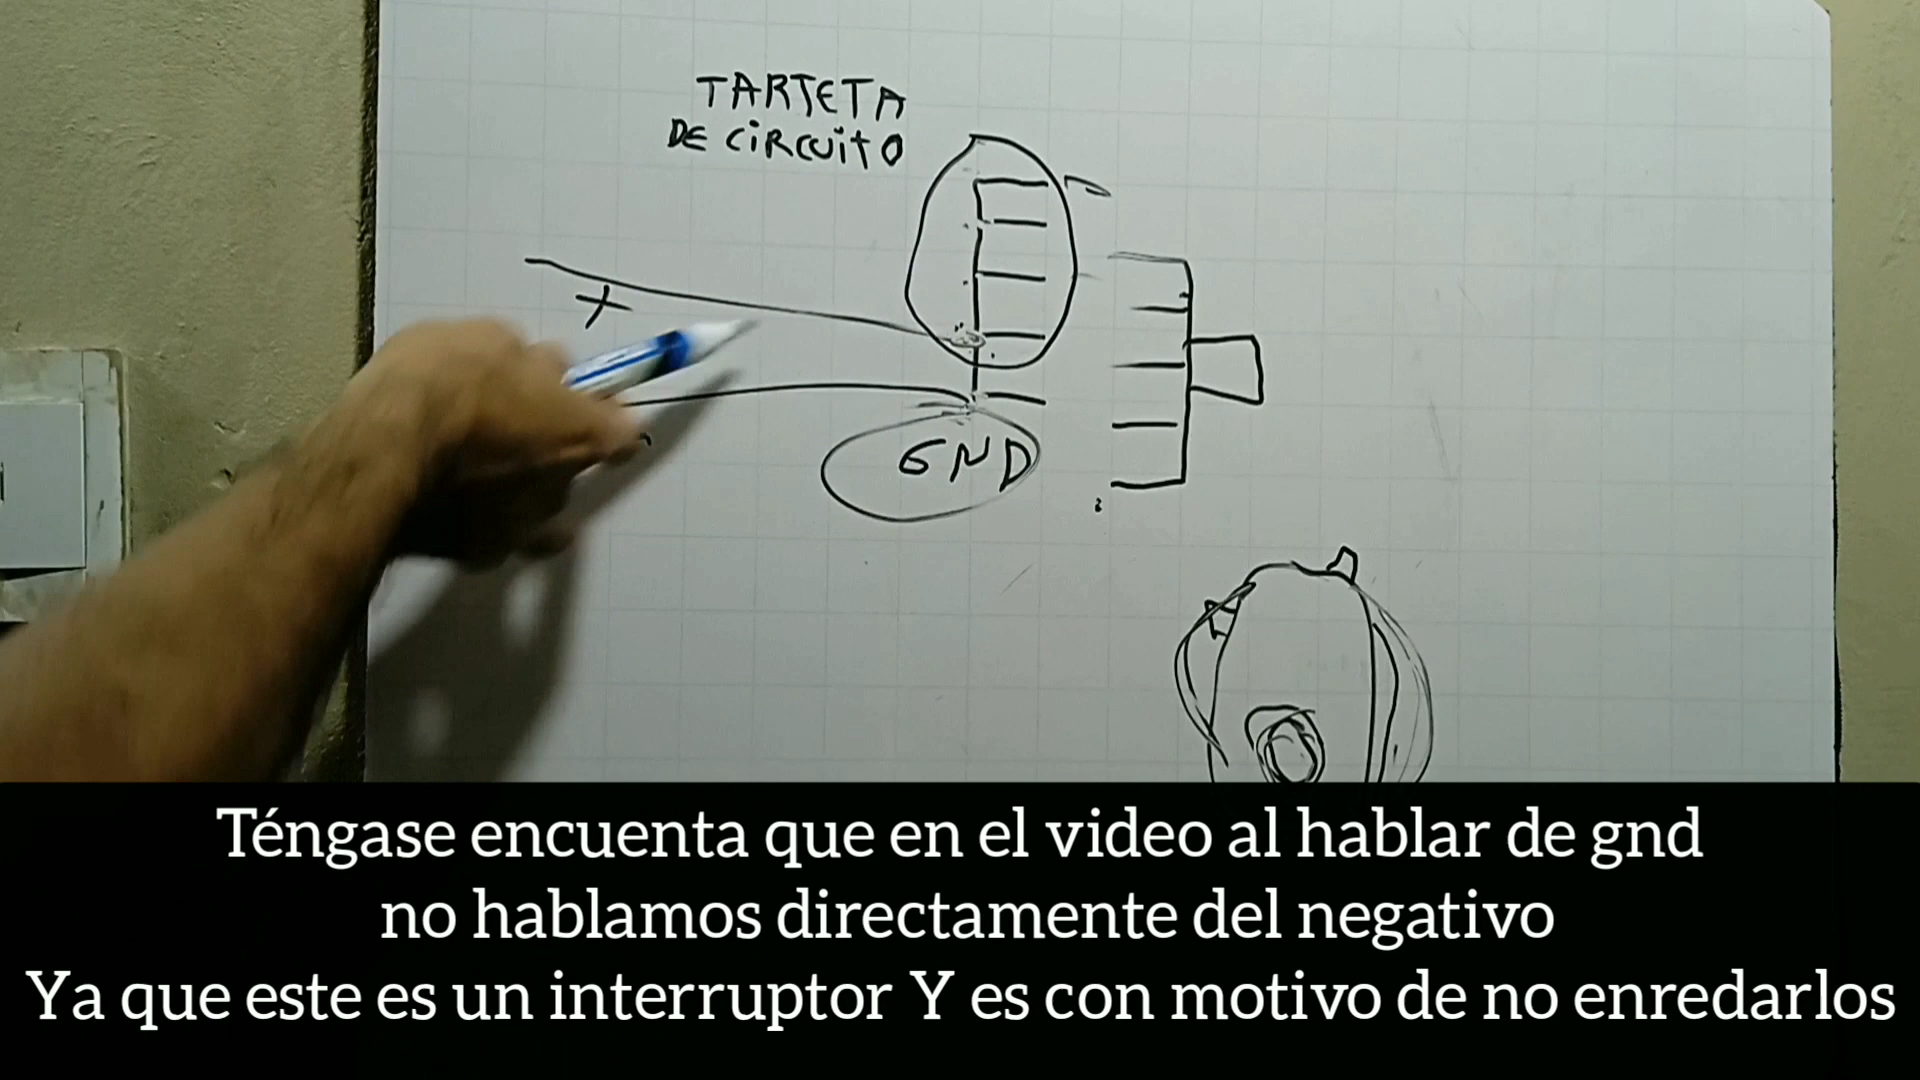 TARJETA
DE CIRCUITO
+
GND
Téngase encuenta que en el video al hablar de gnd
no hablamos directamente del negativo
Ya que este es un interruptor Y es con motivo de no enredarlos